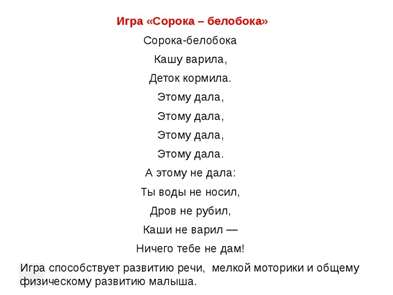 Игра «Сорока – белобока»
Сорока-белобока
Кашу варила,
Деток кормила.
Этому дала,
Этому дала,
Этому дала,
Этому дала.
А этому не дала:
Ты воды не носил,
Дров не рубил,
Каши не варил —
Ничего тебе не дам!
Игра способствует развитию речи, мелкой моторики и общему
физическому развитию малыша.